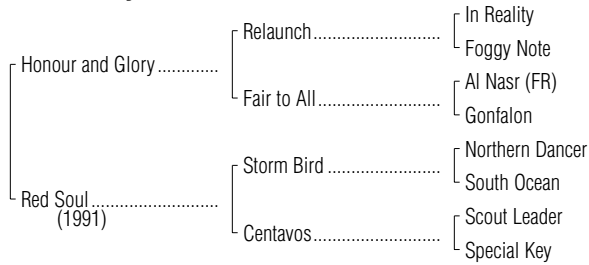 In Reality
Relaunch
Foggy Note
Honour and Glory
Al Nasr (FR)
Fair to All
Gonfalon
Northern Dancer
Storm Bird
South Ocean
Red Soul
(1991)
Scout Leader
Centavos
Special Key